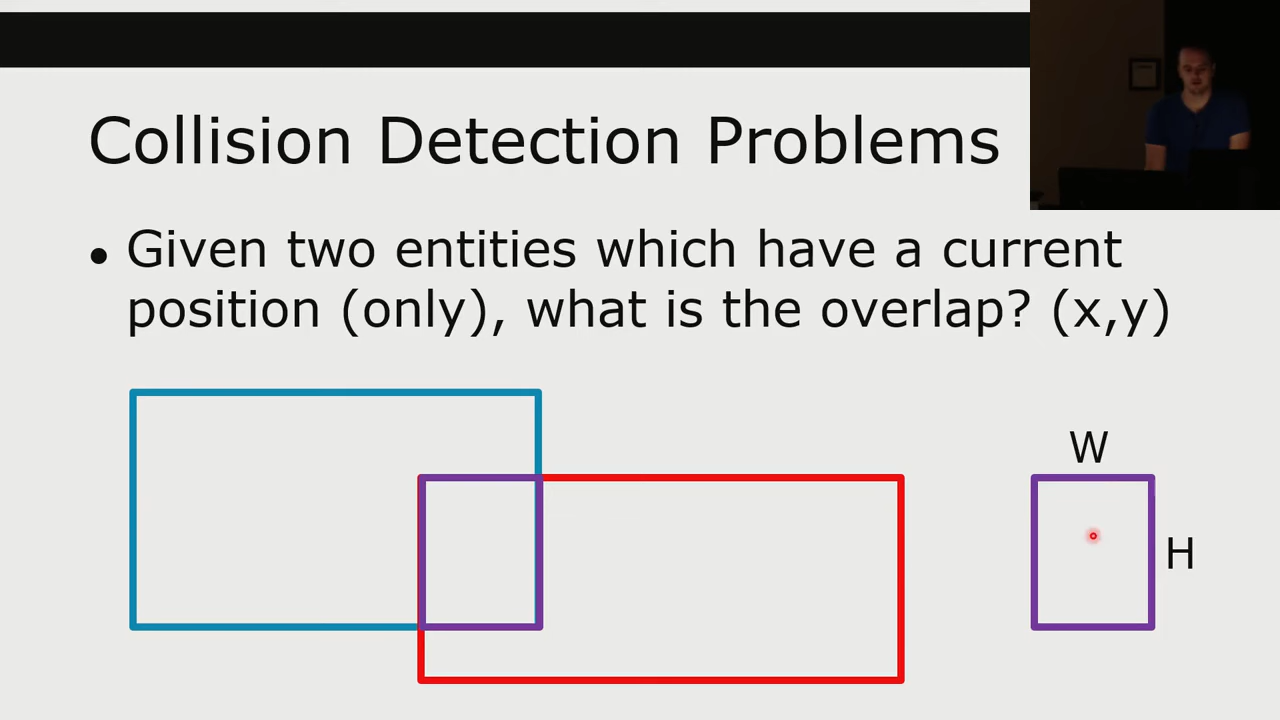 Collision Detection Problems
• Given two entities which have a current
position (only), what is the overlap? (x,y)
W
H